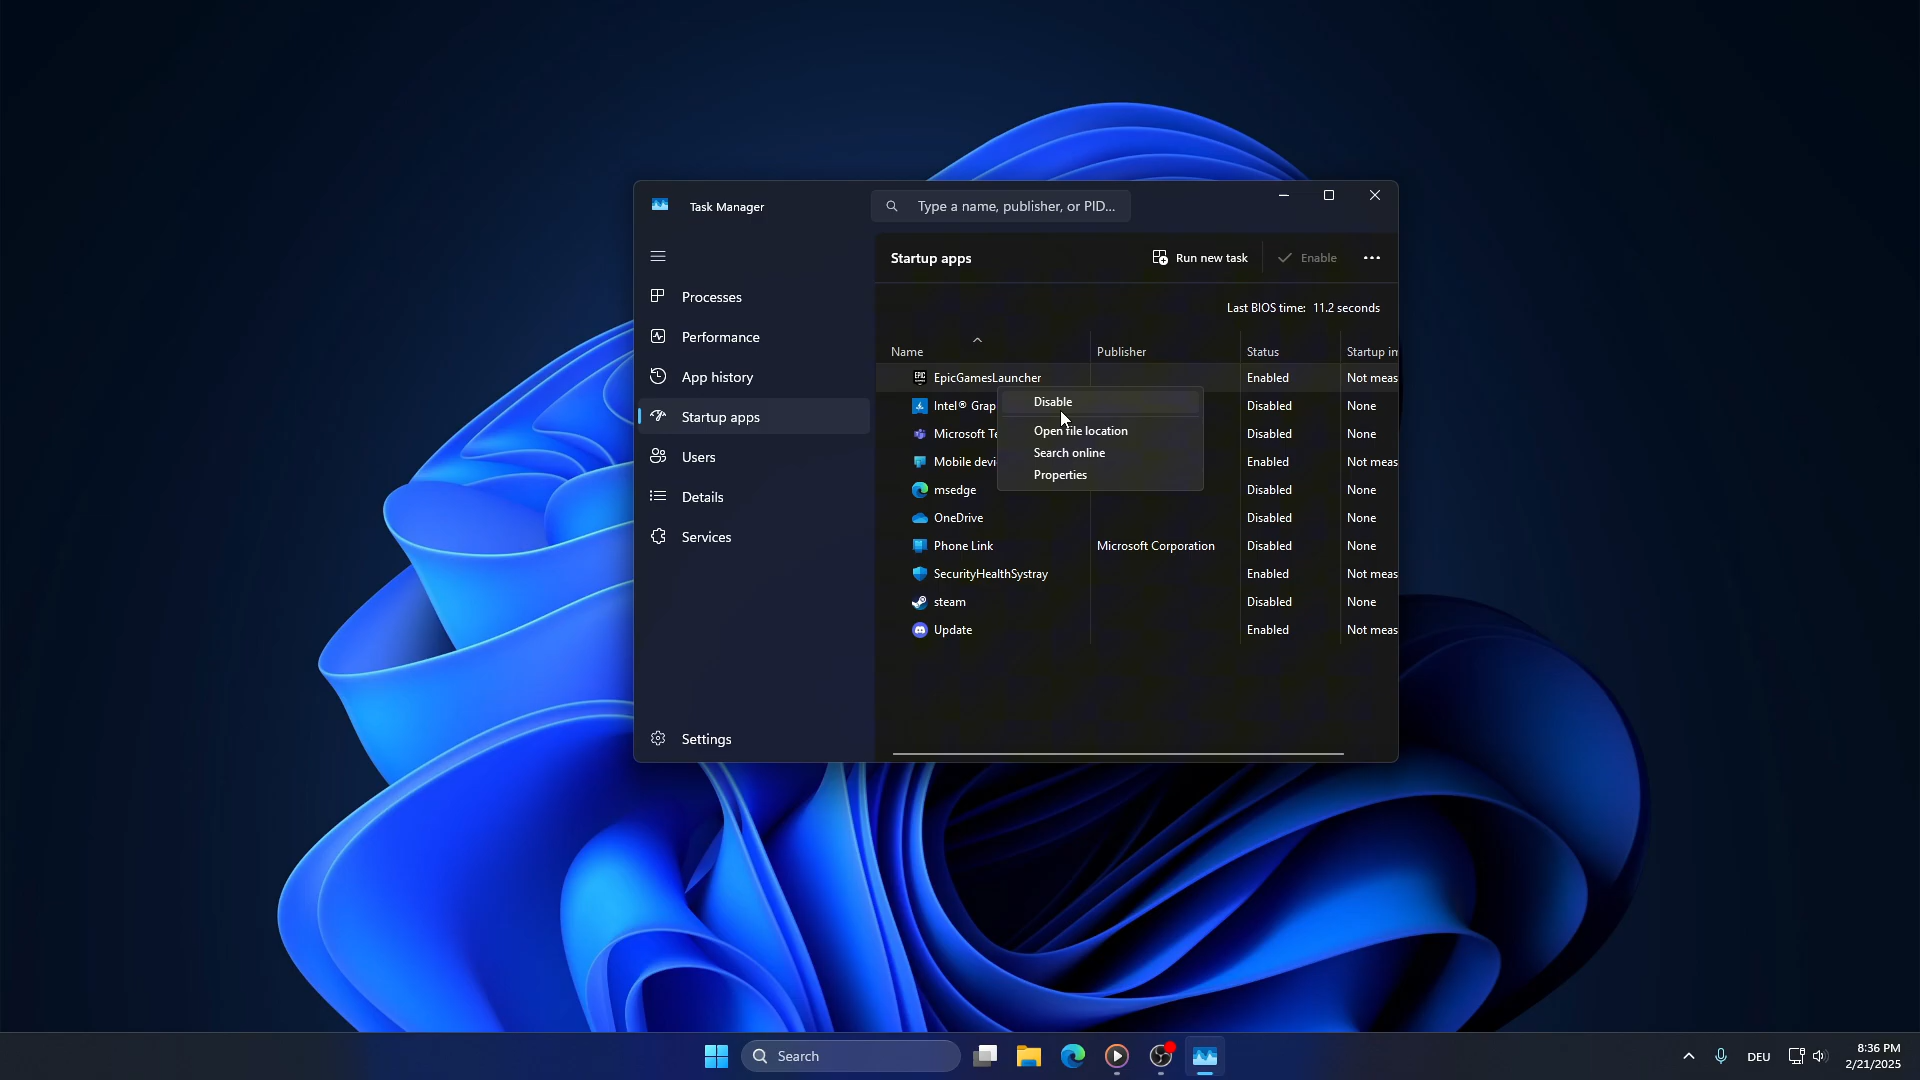 Task Manager
Type a name, publisher, or PID...
Startup apps
Run new task
Enable
Processes
Performance
App history
Startup apps
Users
Details
Services
Settings
Last BIOS time: 11.2 seconds
Name Publisher Status Startup im
EpicGamesLauncher Enabled Not meas
Intel® Grap Disabled None
Microsoft Te Disabled None
Mobile devi Enabled Not meas
msedge Disabled None
OneDrive Disabled None
Phone Link Microsoft Corporation Disabled None
SecurityHealthSystray Enabled Not meas
steam Disabled None
Update Enabled Not meas
Disable
Open file location
Search online
Properties
Search
DEU
8:36 PM
2/21/2025